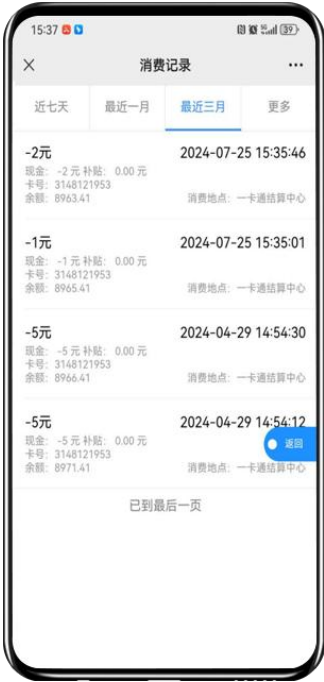 15:37 39
消费记录
近七天 最近一月 最近三月 更多
-2元 2024-07-25 15:35:46
现金: -2 元 补贴: 0.00 元
卡号: 3148121953
余额: 8963.41 消费地点: 一卡通结算中心
-1元 2024-07-25 15:35:01
现金: -1 元 补贴: 0.00 元
卡号: 3148121953
余额: 8965.41 消费地点: 一卡通结算中心
-5元 2024-04-29 14:54:30
现金: -5 元 补贴: 0.00 元
卡号: 3148121953
余额: 8966.41 消费地点: 一卡通结算中心
-5元 2024-04-29 14:54:12
现金: -5 元 补贴: 0.00 元
返回
卡号: 3148121953
余额: 8971.41 消费地点: 一卡通结算中心
已到最后一页